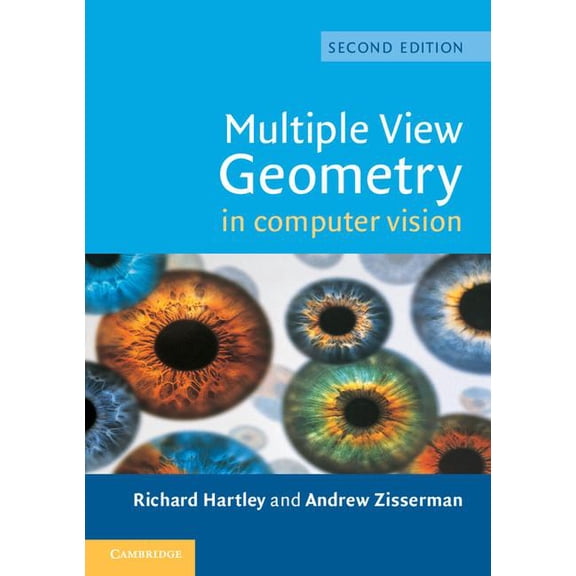 SECOND EDITION
Multiple View
Geometry
in computer vision
Richard Hartley and Andrew Zisserman
CAMBRIDGE